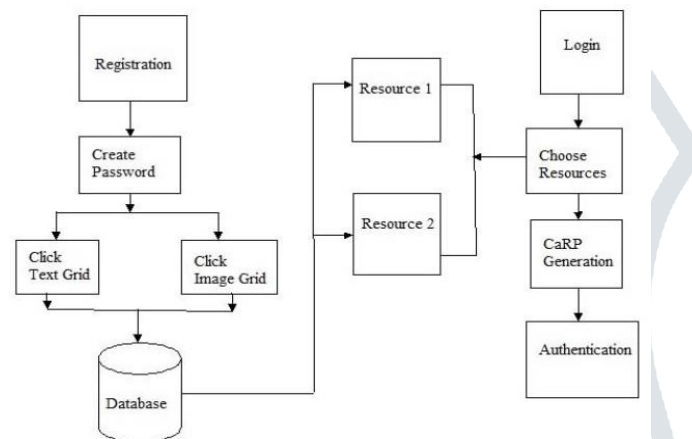 Registration
Create
Password
Click
Text Grid
Click
Image Grid
Database
Resource 1
Resource 2
Login
Choose
Resources
CaRP
Generation
Authentication